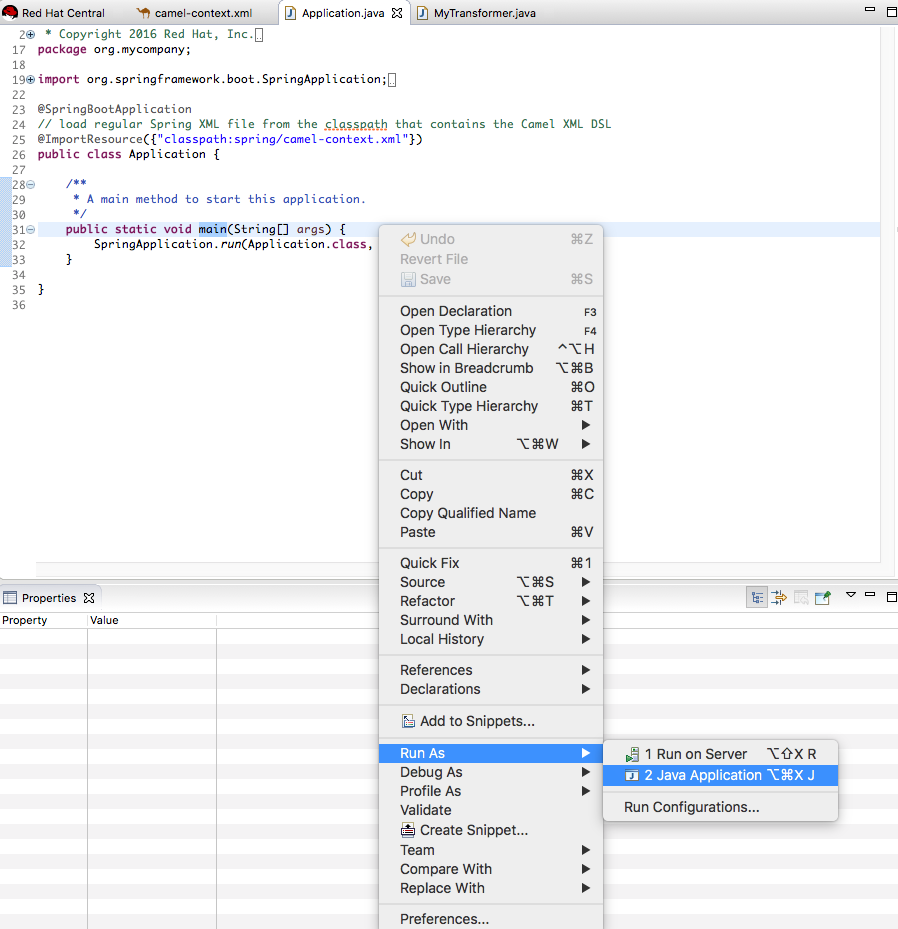 Red Hat Central
camel-context.xml
Application.java
MyTransformer.java
2 * Copyright 2016 Red Hat, Inc.
17 package org.mycompany;
18
19 import org.springframework.boot.SpringApplication;
22
23 @SpringBootApplication
24 // load regular Spring XML file from the classpath that contains the Camel XML DSL
25 @ImportResource({"classpath:spring/camel-context.xml"})
26 public class Application {
27
28 /**
29 * A main method to start this application.
30 */
31 public static void main(String[] args) {
32 SpringApplication.run(Application.class,
33 }
34
35 }
36
Undo ⌘Z
Revert File
Save ⌘S
Open Declaration F3
Open Type Hierarchy F4
Open Call Hierarchy ^⌥H
Show in Breadcrumb ⌥⌘B
Quick Outline ⌘O
Quick Type Hierarchy ⌘T
Open With
Show In ⌥⌘W
Cut ⌘X
Copy ⌘C
Copy Qualified Name
Paste ⌘V
Quick Fix ⌘1
Source ⌥⌘S
Refactor ⌥⌘T
Surround With
Local History
References
Declarations
Add to Snippets...
Run As
Debug As
Profile As
Validate
Create Snippet...
Team
Compare With
Replace With
Preferences...
1 Run on Server ⌥⇧X R
2 Java Application ⌥⌘X J
Run Configurations...
Properties
Property Value